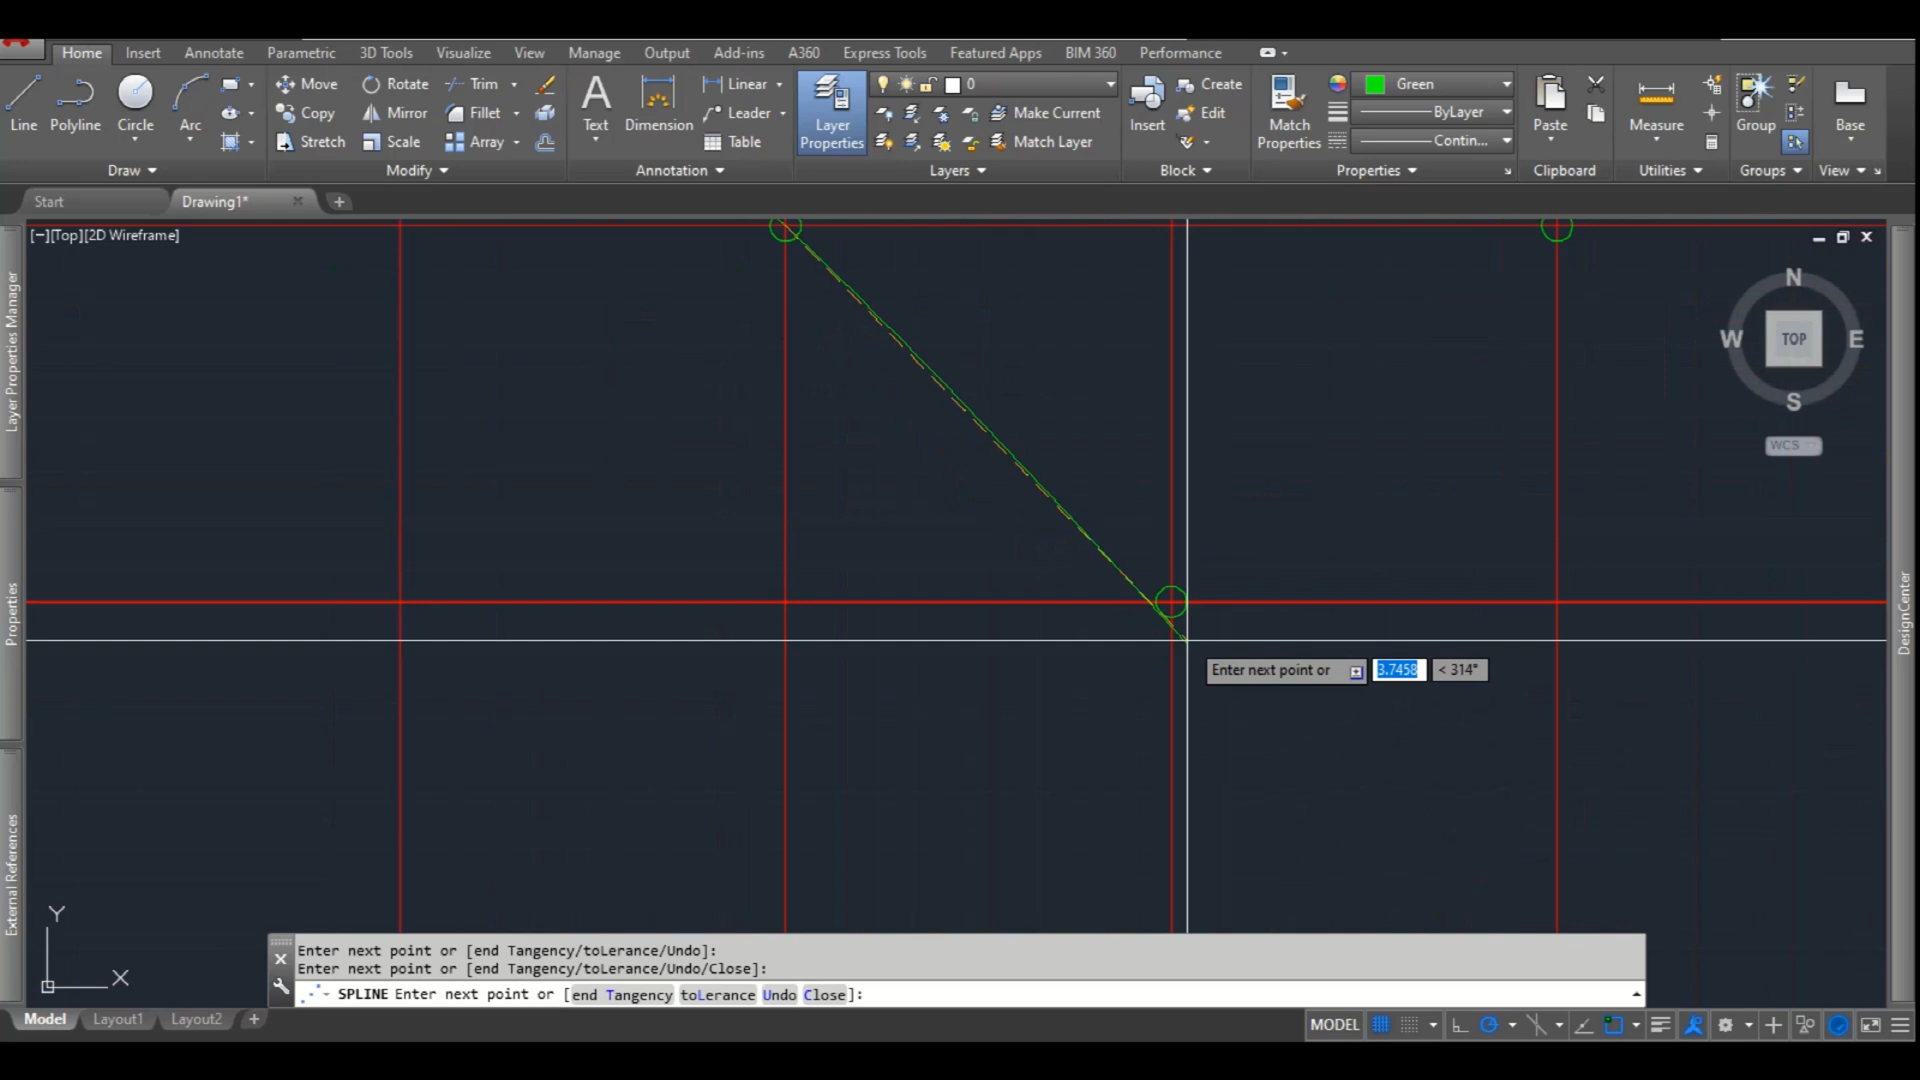 Home Insert Annotate Parametric 3D Tools Visualize View Manage Output Add-ins A360 Express Tools Featured Apps BIM 360 Performance
Line Polyline Circle Arc
Move Rotate Trim
Copy Mirror Fillet
Stretch Scale Array
Text Dimension
Linear
Leader
Table
Layer Properties
0
Make Current
Match Layer
Insert
Create
Edit
Match Properties
Green
ByLayer
Contin...
Paste
Measure
Group
Base
Draw Modify Annotation Layers Block Properties Clipboard Utilities Groups View
Start Drawing1*
[−][Top][2D Wireframe]
N
W TOP E
S
WCS
Layer Properties Manager
Properties
External References
DesignCenter
Enter next point or 3.7458 < 314°
Y
X
Enter next point or [end Tangency/toLerance/Undo]:
Enter next point or [end Tangency/toLerance/Undo/Close]:
SPLINE Enter next point or [end Tangency toLerance Undo Close]:
Model Layout1 Layout2 +
MODEL